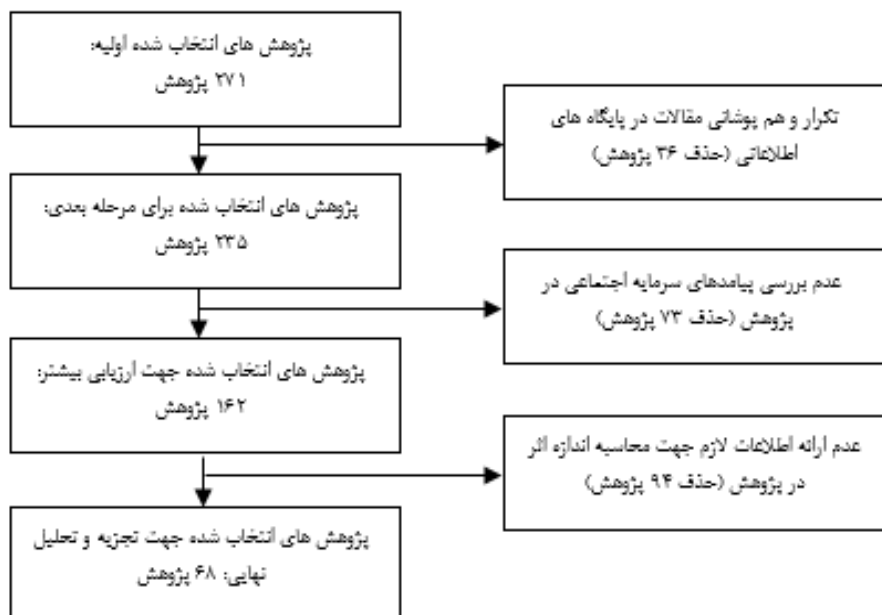 پژوهش های انتخاب شده اولیه:
۲۷۱ پژوهش
تکرار و هم پوشانی مقالات در پایگاه های
اطلاعاتی (حذف ۳۶ پژوهش)
پژوهش های انتخاب شده برای مرحله بعدی:
۲۳۵ پژوهش
عدم بررسی پیامدهای سرمایه اجتماعی در
پژوهش (حذف ۷۳ پژوهش)
پژوهش های انتخاب شده جهت ارزیابی بیشتر:
۱۶۲ پژوهش
عدم ارائه اطلاعات لازم جهت محاسبه اندازه اثر
در پژوهش (حذف ۹۴ پژوهش)
پژوهش های انتخاب شده جهت تجزیه و تحلیل
نهایی: ۶۸ پژوهش